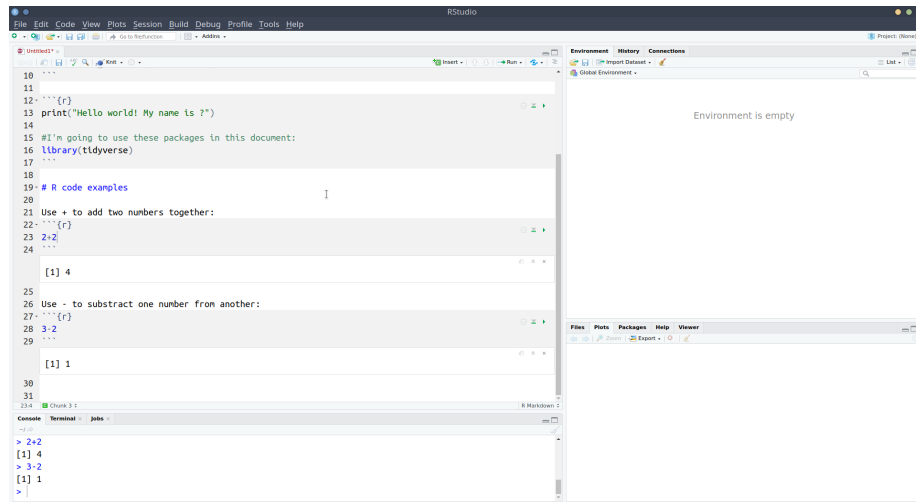 RStudio
File Edit Code View Plots Session Build Debug Profile Tools Help
Go to file/function Addins
Project: (None)
Untitled1*
Knit Insert Run
10 ```
11
12 ```{r}
13 print("Hello world! My name is ?")
14
15 #I'm going to use these packages in this document:
16 library(tidyverse)
17 ```
18
19 # R code examples
20
21 Use + to add two numbers together:
22 ```{r}
23 2+2
24 ```
[1] 4
25
26 Use - to substract one number from another:
27 ```{r}
28 3-2
29 ```
[1] 1
30
31
23:4 Chunk 3 R Markdown
Console Terminal Jobs
~/
> 2+2
[1] 4
> 3-2
[1] 1
>
Environment History Connections
Import Dataset List
Global Environment
Environment is empty
Files Plots Packages Help Viewer
Zoom Export